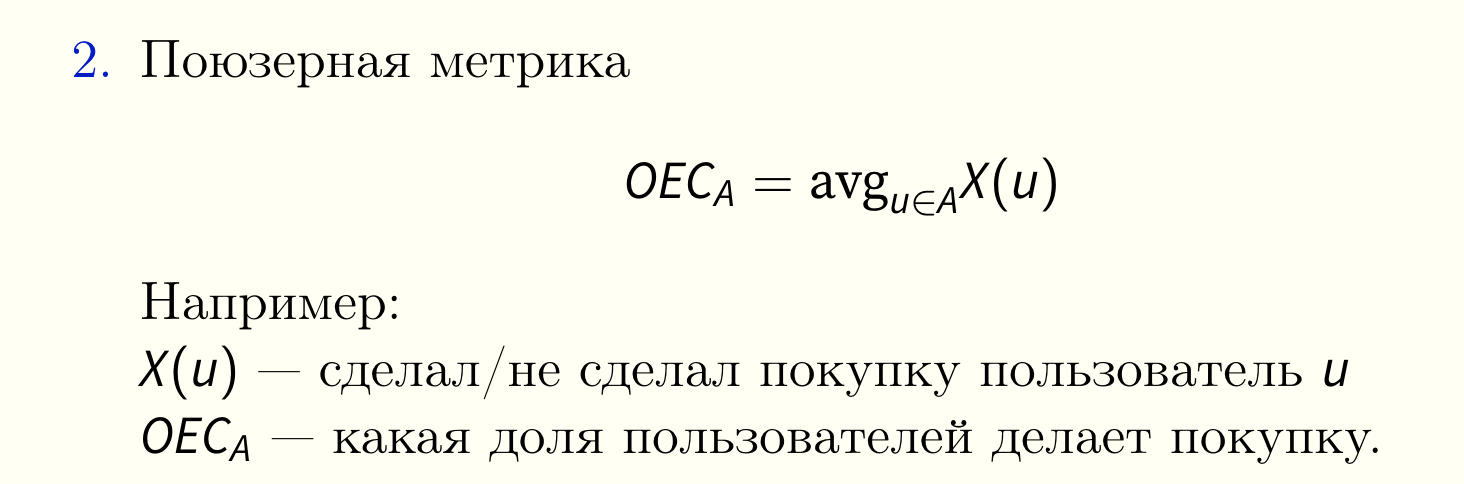 2. Поюзерная метрика
OEC_A = avg_{u∈A}X(u)
Например:
X(u) — сделал/не сделал покупку пользователь u
OEC_A — какая доля пользователей делает покупку.